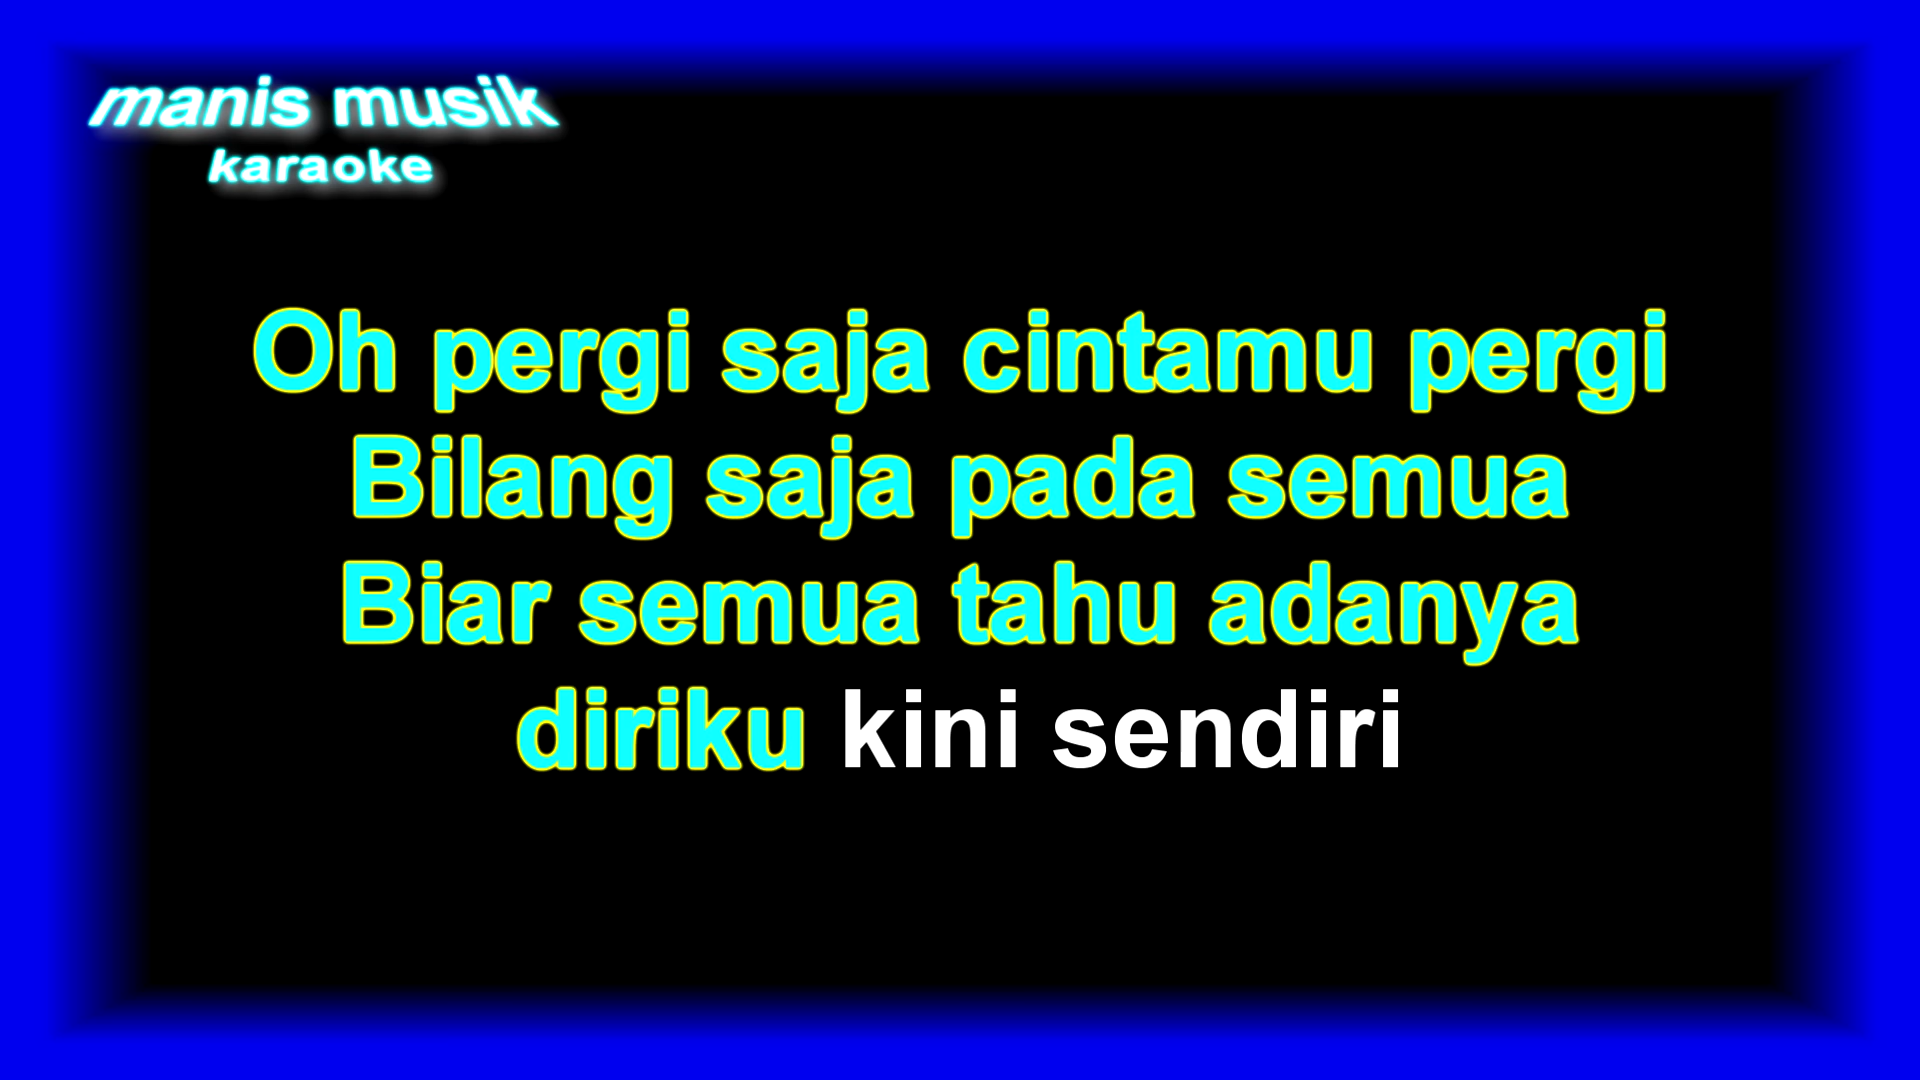 manis musik
karaoke
Oh pergi saja cintamu pergi
Bilang saja pada semua
Biar semua tahu adanya
diriku kini sendiri